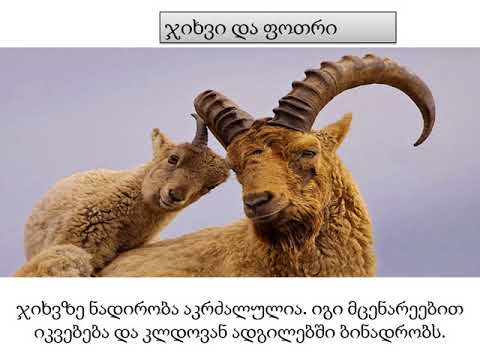 ჯიხვი და ფოთრი
ჯიხვზე ნადირობა აკრძალულია. იგი მცენარეებით
იკვებება და კლდოვან ადგილებში ბინადრობს.